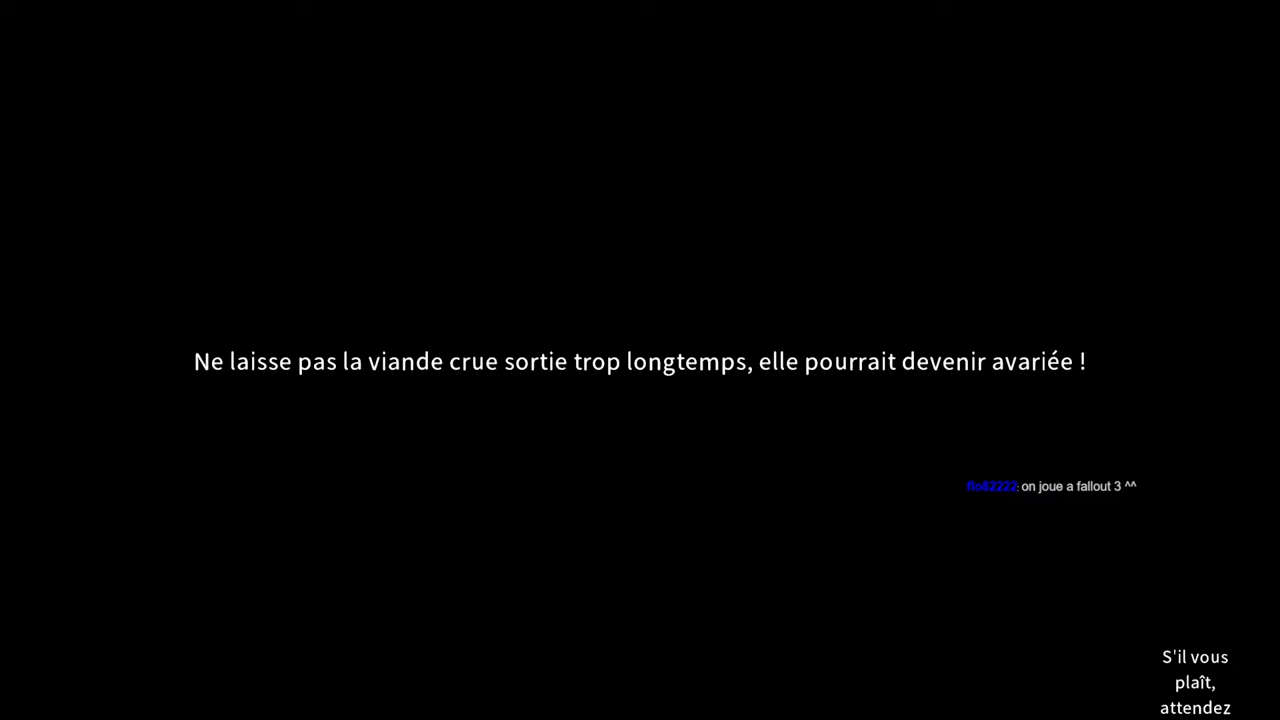 Ne laisse pas la viande crue sortie trop longtemps, elle pourrait devenir avariée !
flo82222: on joue a fallout 3 ^^
S'il vous
plaît,
attendez